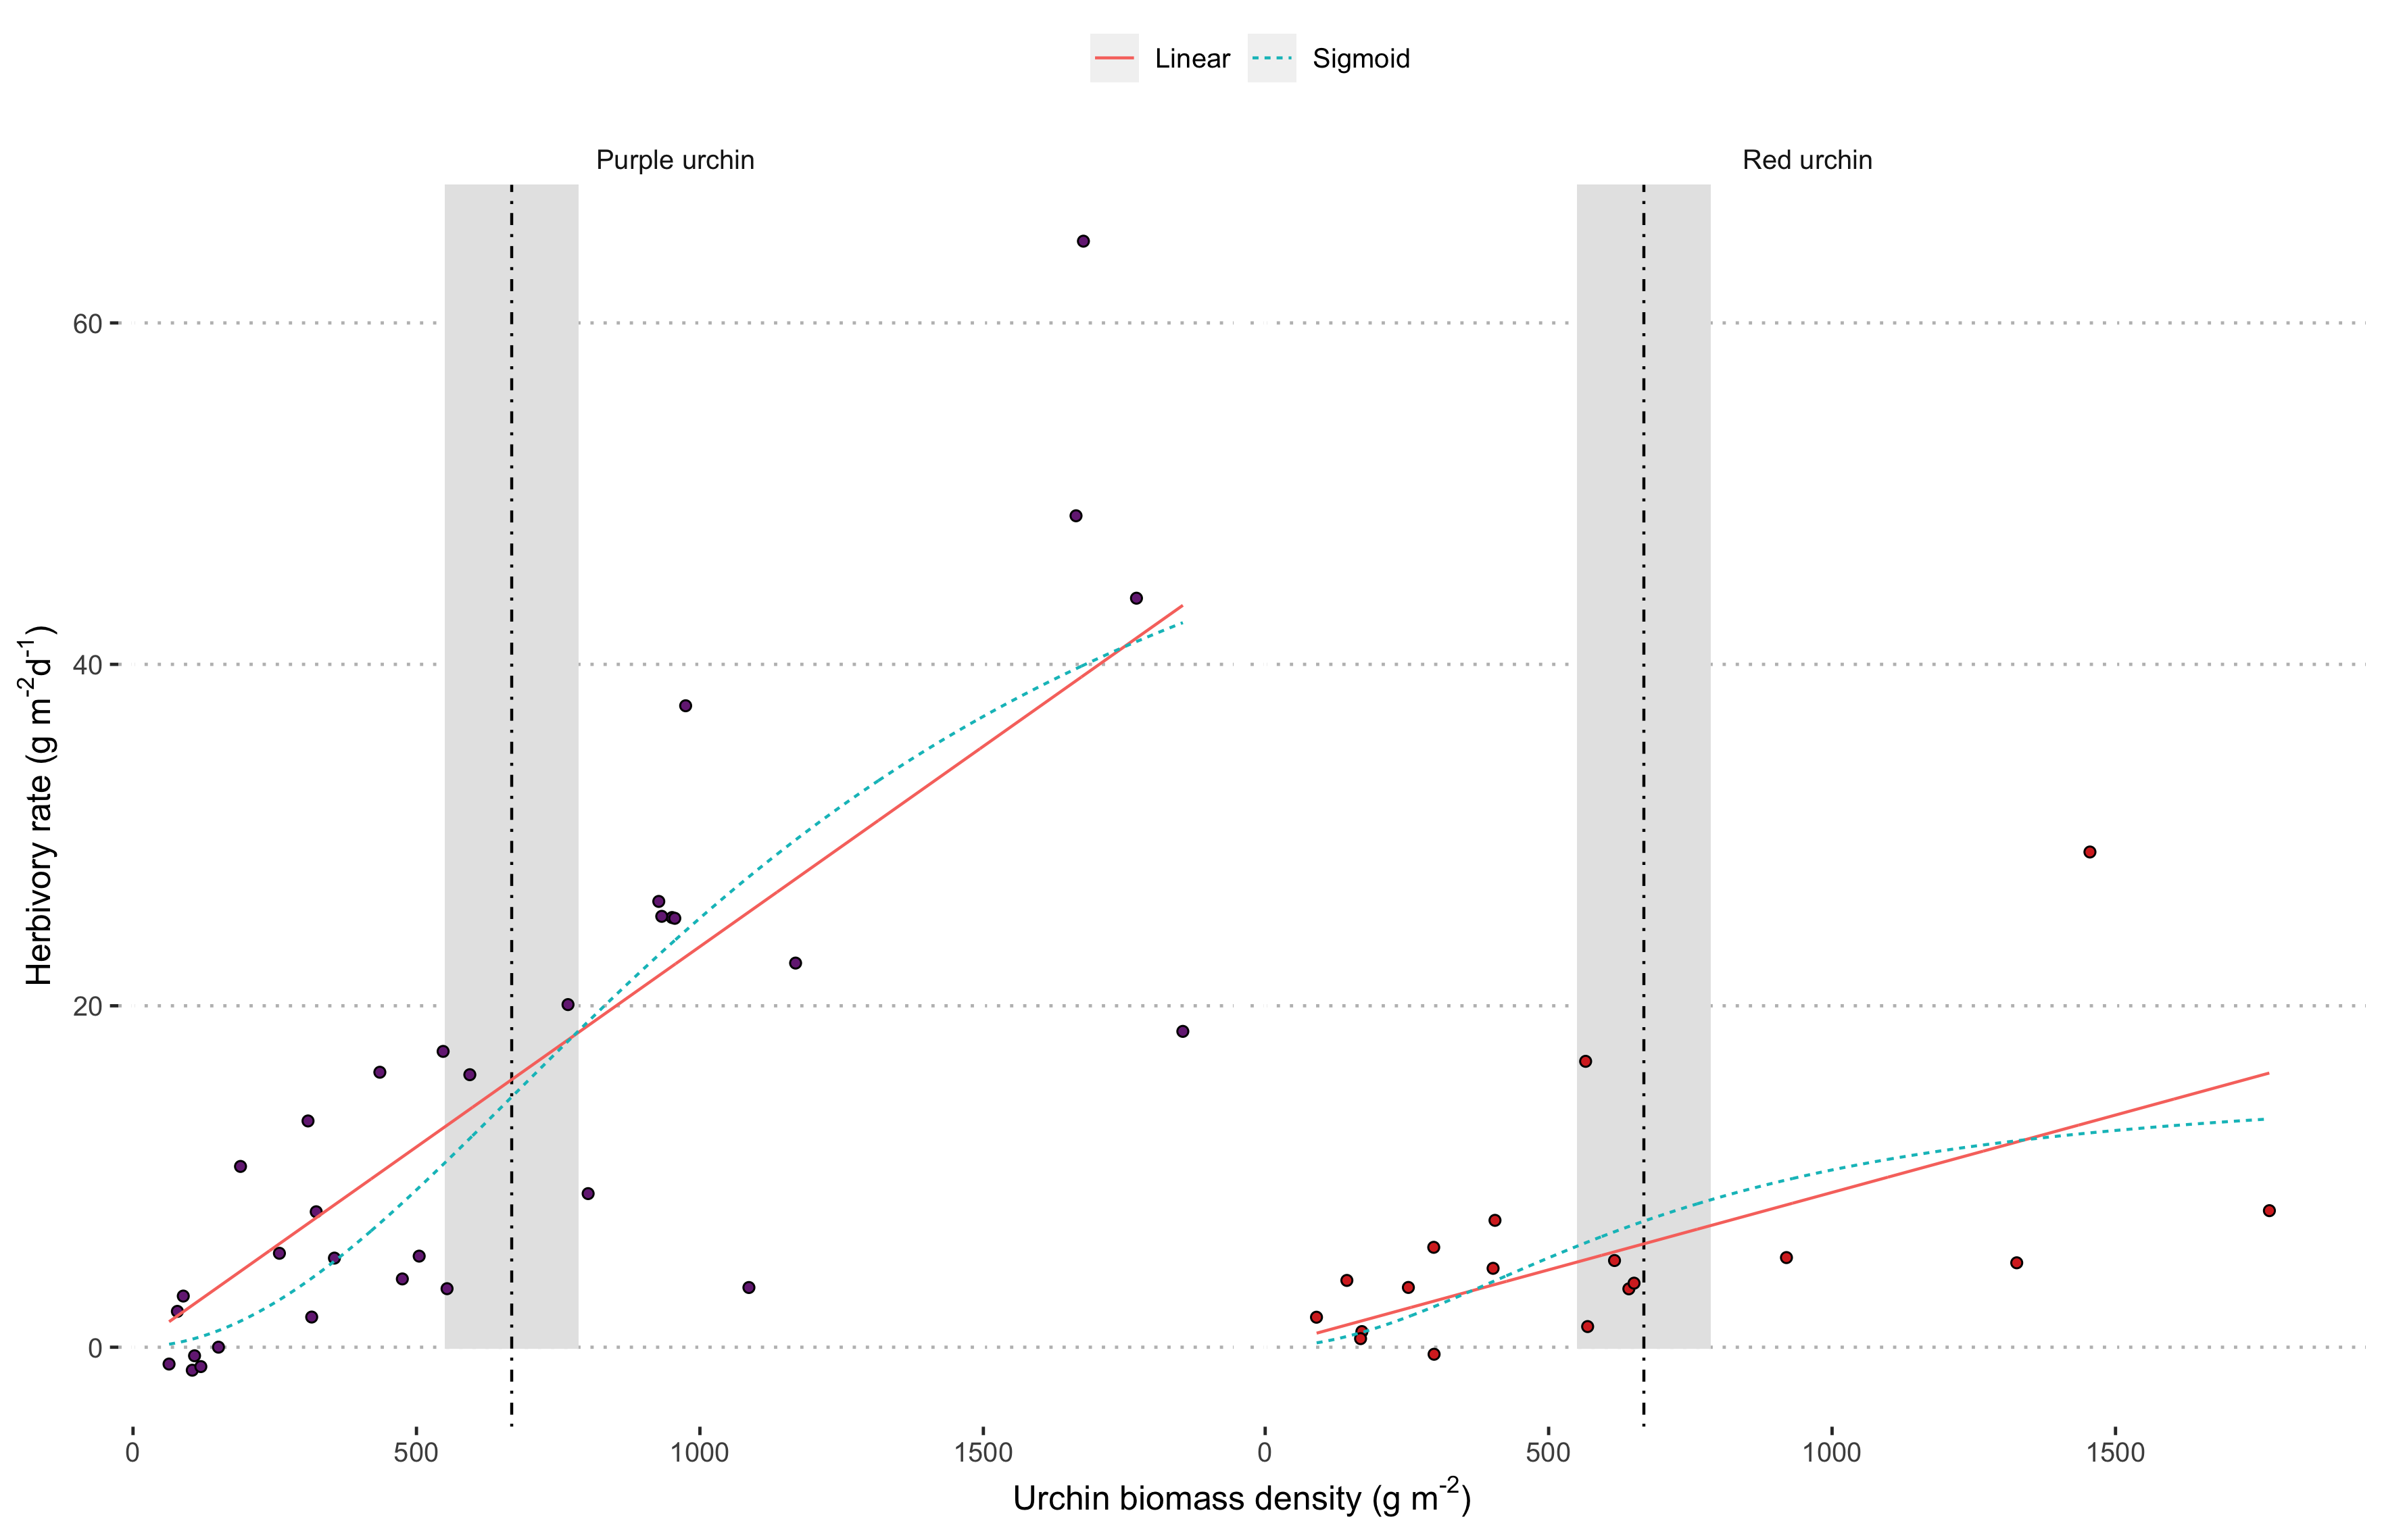 Linear Sigmoid
Purple urchin Red urchin
60
40
20
0
Herbivory rate (g m⁻²d⁻¹)
0 500 1000 1500 0 500 1000 1500
Urchin biomass density (g m⁻²)